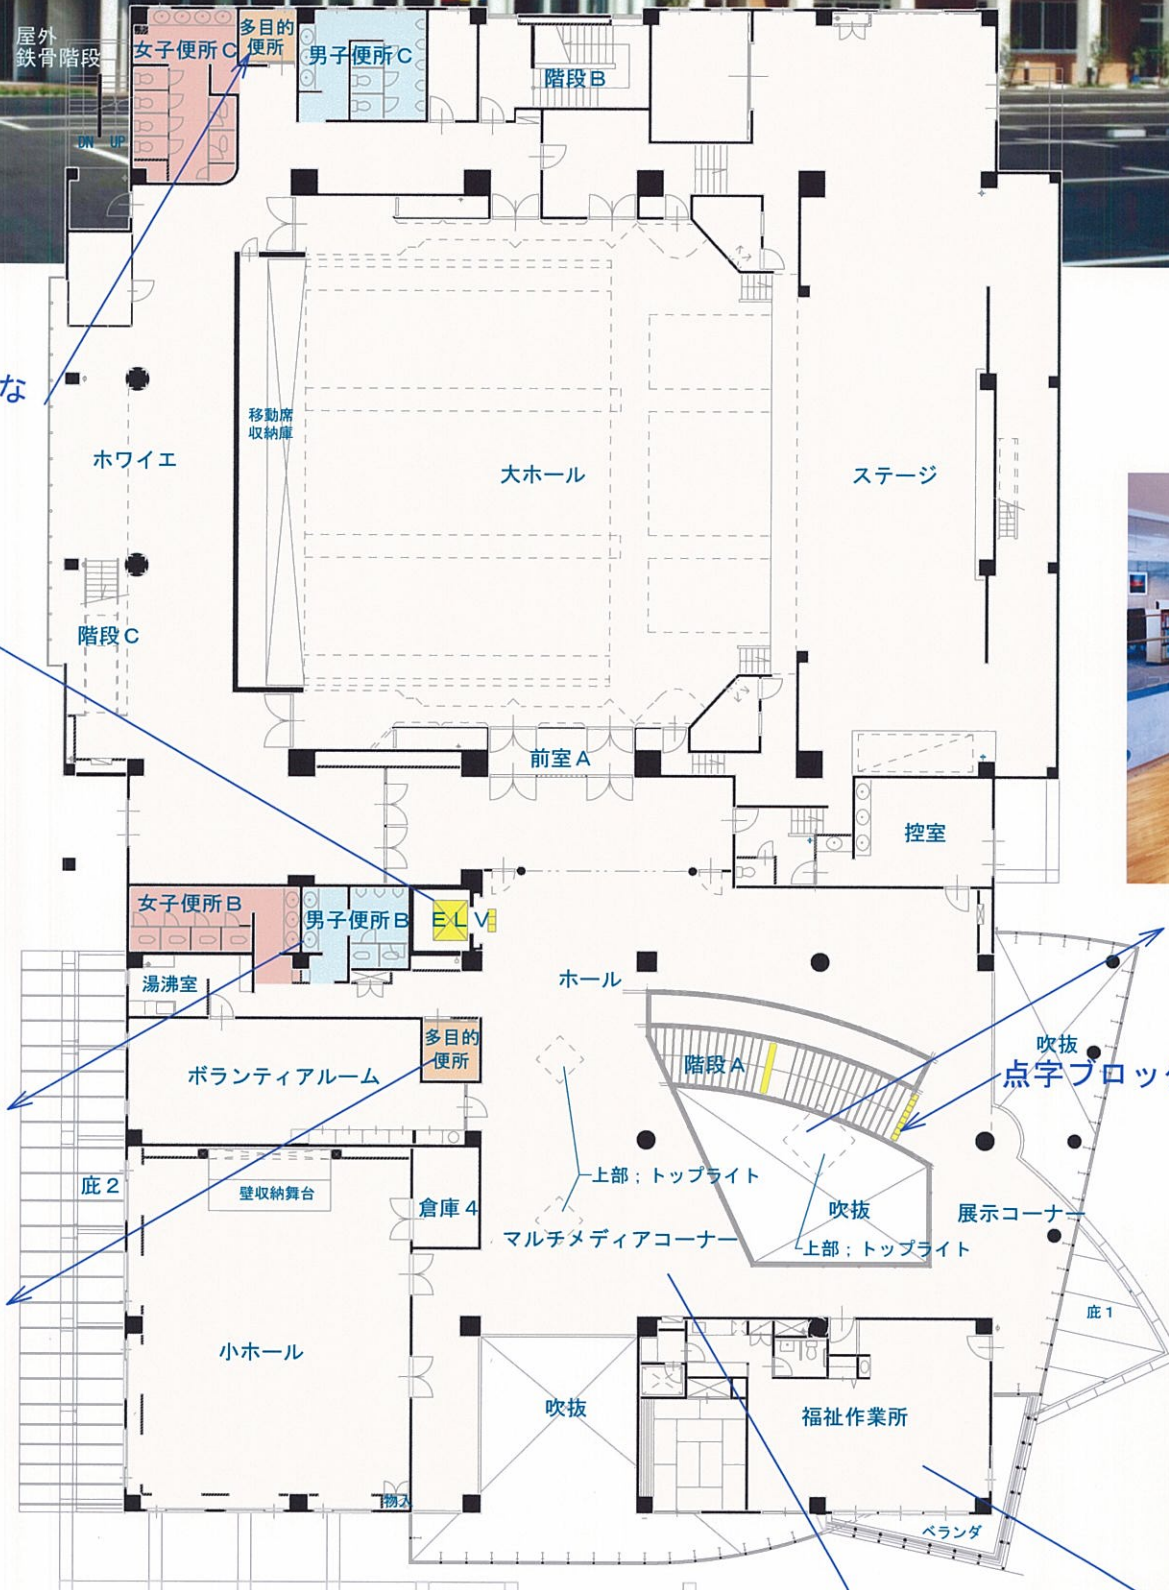 屋外
鉄骨階段
女子便所C
多目的
便所
男子便所C
階段B
DN UP
な
移動席
収納庫
ホワイエ
大ホール
ステージ
階段C
前室A
控室
女子便所B
男子便所B
ELV
湯沸室
ホール
多目的
便所
階段A
吹抜
点字ブロッ
ボランティアルーム
庇2
壁収納舞台
倉庫4
上部；トップライト
吹抜
展示コーナー
マルチメディアコーナー
上部；トップライト
庇1
小ホール
吹抜
福祉作業所
物入
ベランダ